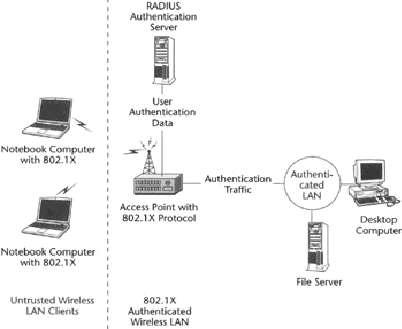 RADIUS
Authentication
Server
User
Authentication
Data
Notebook Computer
with 802.1X
Access Point with
802.1X Protocol
Authentication
Traffic
Authenti-
cated
LAN
Desktop
Computer
File Server
Notebook Computer
with 802.1X
Untrusted Wireless
LAN Clients
802.1X
Authenticated
Wireless LAN